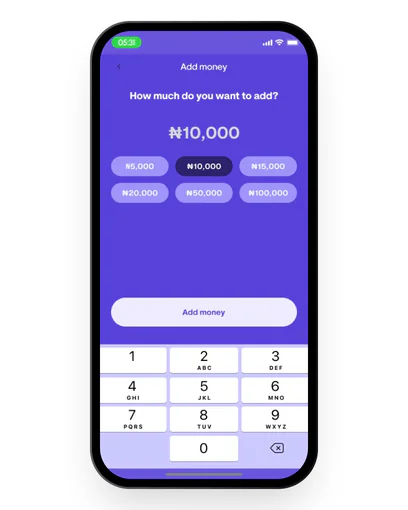 05:31
Add money
How much do you want to add?
₦10,000
₦5,000 ₦10,000 ₦15,000
₦20,000 ₦50,000 ₦100,000
Add money
1 2 3
ABC DEF
4 5 6
GHI JKL MNO
7 8 9
PQRS TUV WXYZ
0